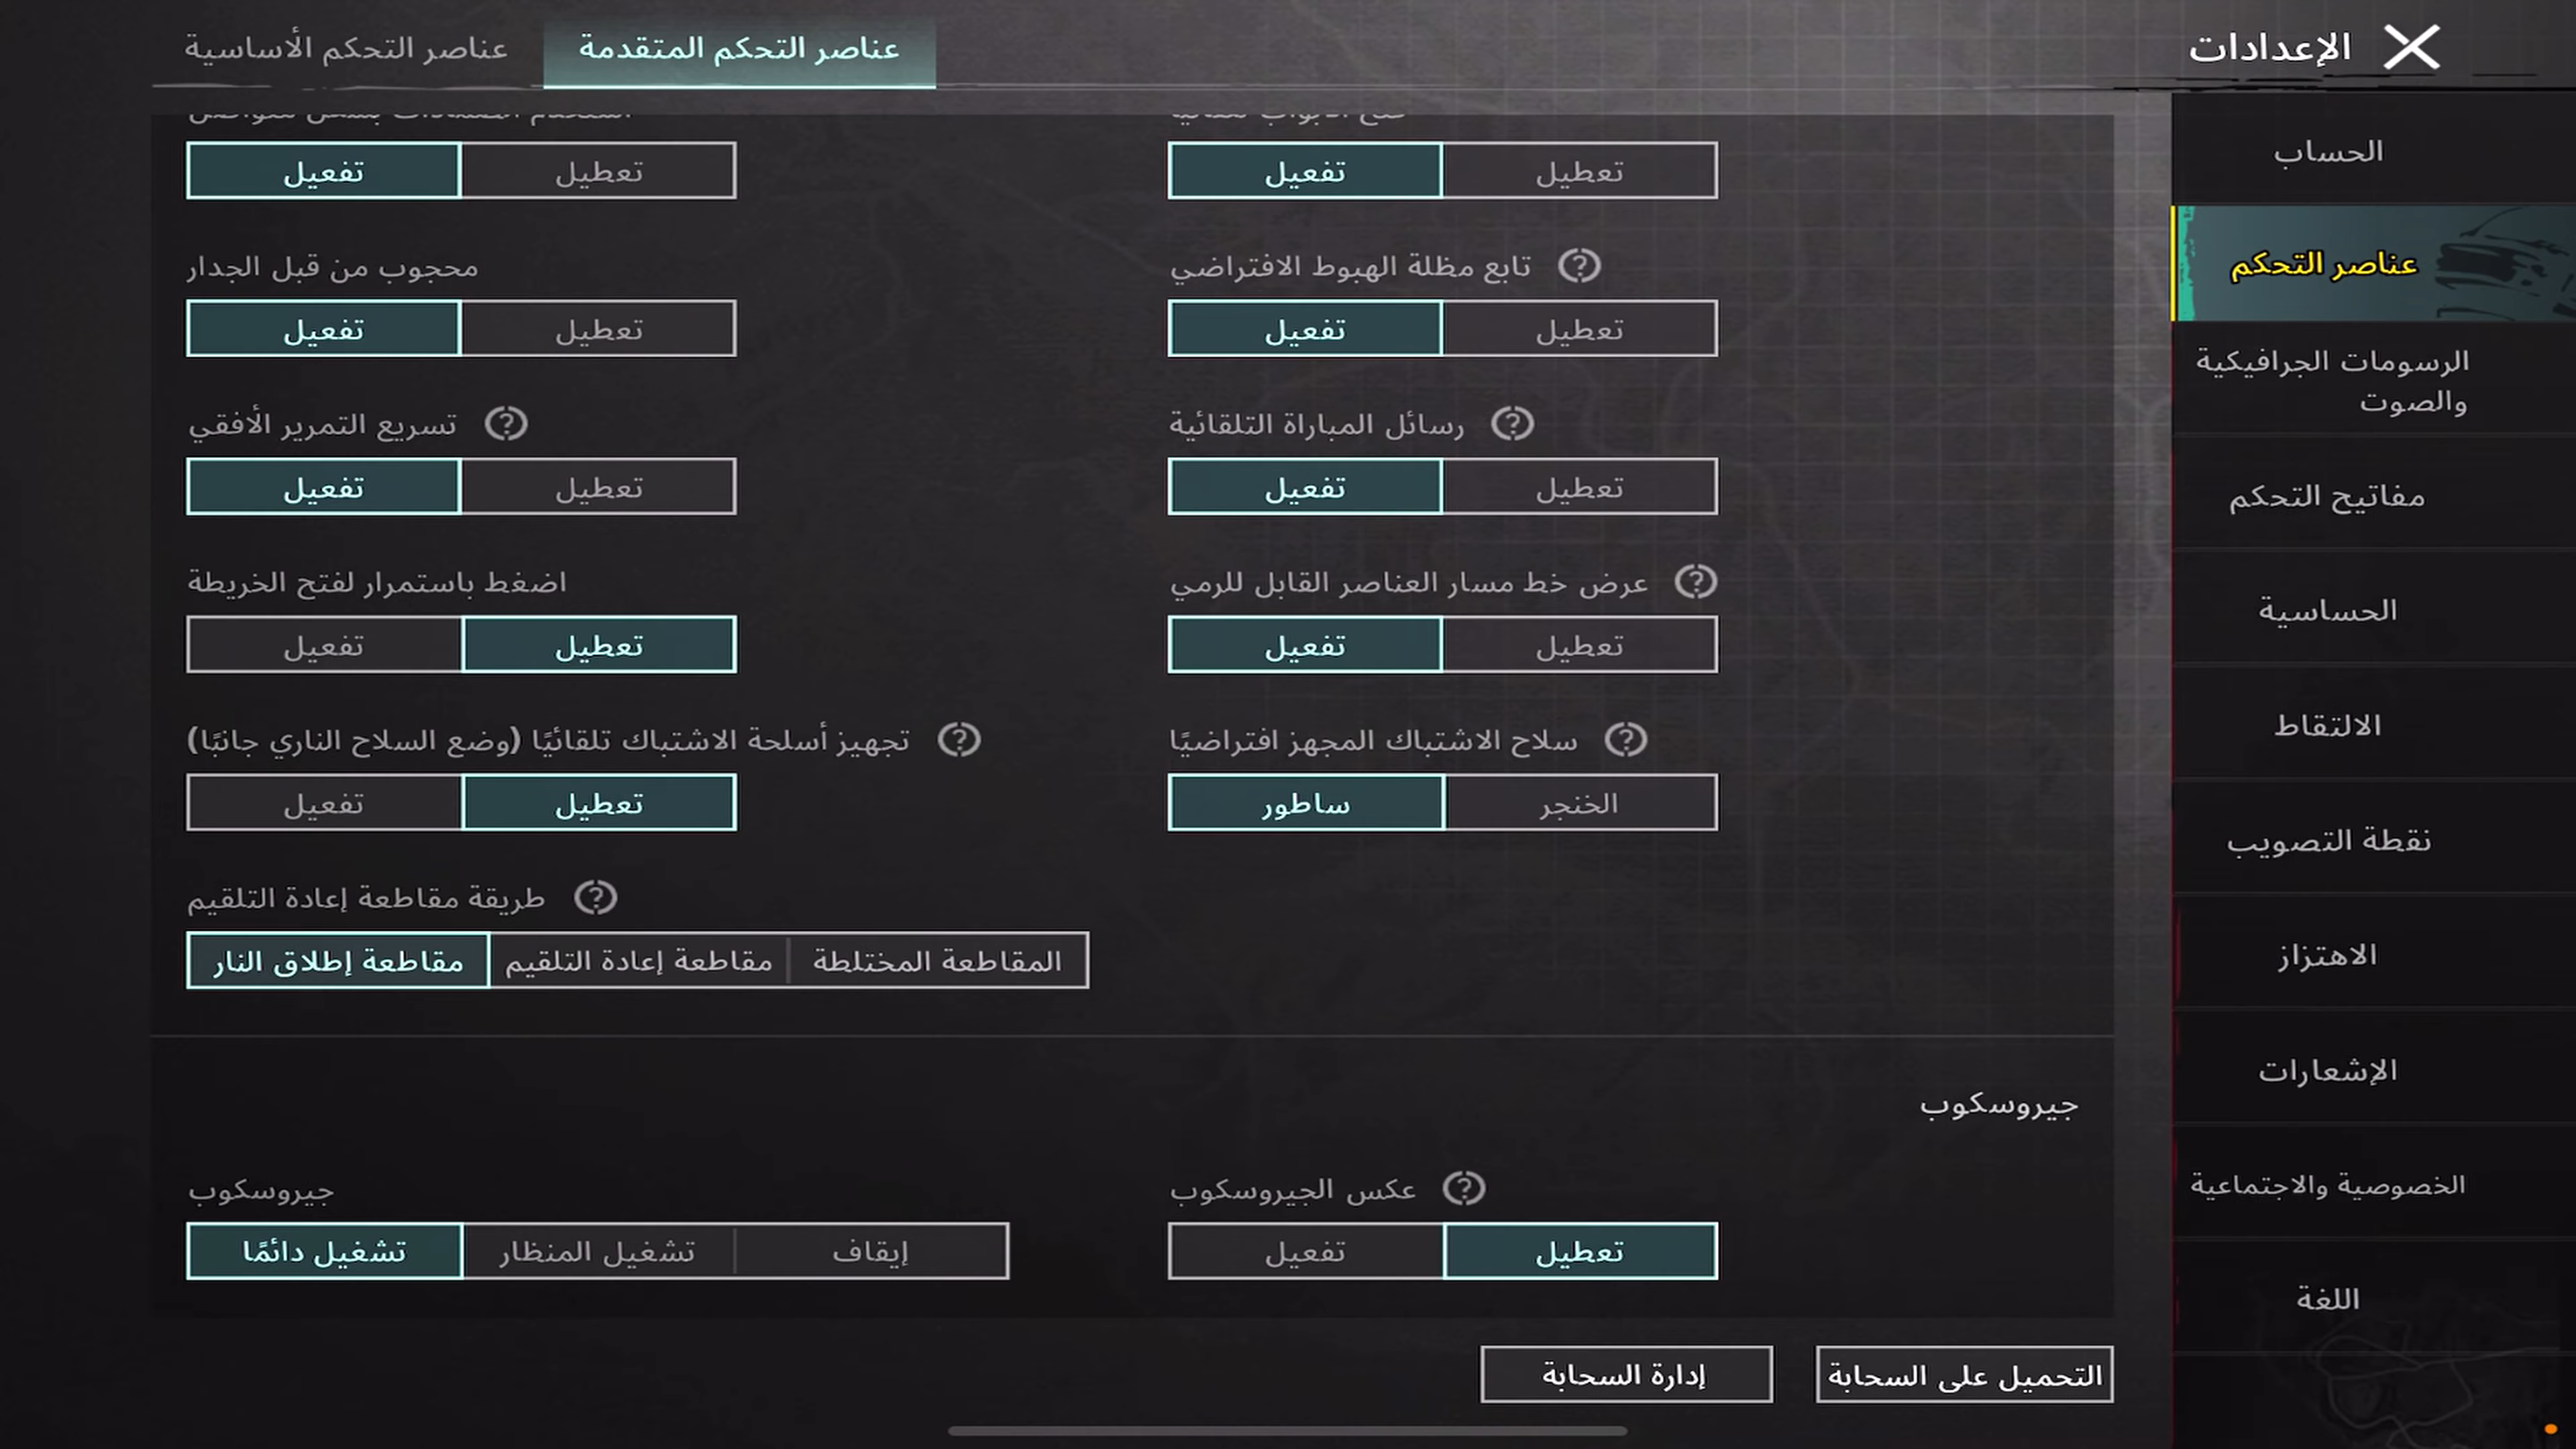 الإعدادات
عناصر التحكم المتقدمة
عناصر التحكم الأساسية
الحساب
عناصر التحكم
الرسومات الجرافيكية
والصوت
مفاتيح التحكم
الحساسية
الالتقاط
نقطة التصويب
الاهتزاز
الإشعارات
الخصوصية والاجتماعية
اللغة
تعطيل تفعيل
تعطيل تفعيل
تابع مظلة الهبوط الافتراضي
محجوب من قبل الجدار
تعطيل تفعيل
تعطيل تفعيل
رسائل المباراة التلقائية
تسريع التمرير الأفقي
تعطيل تفعيل
تعطيل تفعيل
عرض خط مسار العناصر القابل للرمي
اضغط باستمرار لفتح الخريطة
تعطيل تفعيل
تعطيل تفعيل
سلاح الاشتباك المجهز افتراضيًا
تجهيز أسلحة الاشتباك تلقائيًا (وضع السلاح الناري جانبًا)
الخنجر ساطور
تعطيل تفعيل
طريقة مقاطعة إعادة التلقيم
المقاطعة المختلطة مقاطعة إعادة التلقيم مقاطعة إطلاق النار
جيروسكوب
عكس الجيروسكوب
جيروسكوب
تعطيل تفعيل
إيقاف تشغيل المنظار تشغيل دائمًا
التحميل على السحابة
إدارة السحابة